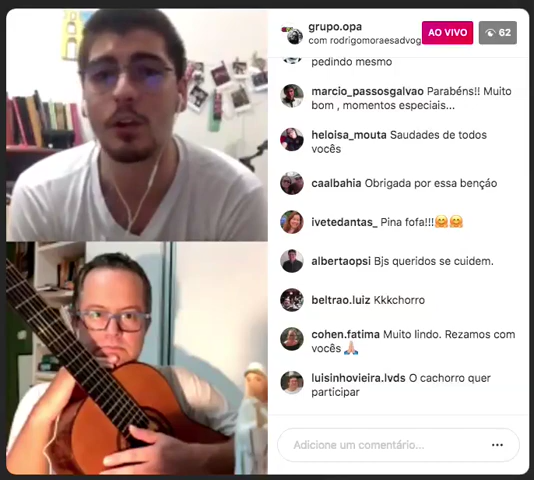 grupo.opa
com rodrigomoraesadvog
AO VIVO
62
pedindo mesmo
marcio_passosgalvao Parabéns!! Muito
bom , momentos especiais...
heloisa_mouta Saudades de todos
vocês
caalbahia Obrigada por essa benção
ivetedantas_ Pina fofa!!!🤗🤗
albertaopsi Bjs queridos se cuidem.
beltrao.luiz Kkkchorro
cohen.fatima Muito lindo. Rezamos com
vocês 🙏🏼
luisinhovieira.lvds O cachorro quer
participar
Adicione um comentário...